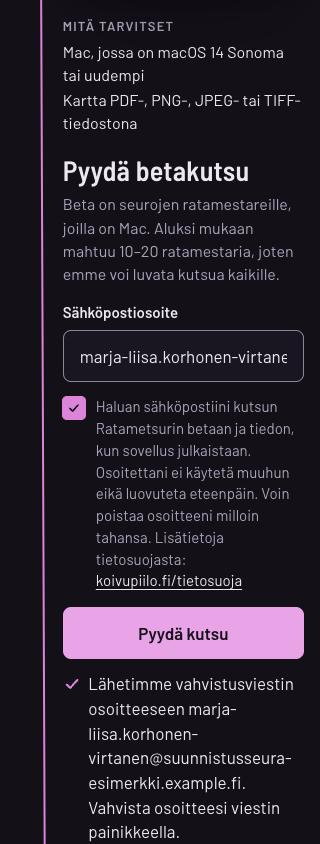 MITÄ TARVITSET
Mac, jossa on macOS 14 Sonoma
tai uudempi
Kartta PDF-, PNG-, JPEG- tai TIFF-
tiedostona
Pyydä betakutsu
Beta on seurojen ratamestareille,
joilla on Mac. Aluksi mukaan
mahtuu 10–20 ratamestaria, joten
emme voi luvata kutsua kaikille.
Sähköpostiosoite
marja-liisa.korhonen-virtane
Haluan sähköpostiini kutsun
Ratametsurin betaan ja tiedon,
kun sovellus julkaistaan.
Osoitettani ei käytetä muuhun
eikä luovuteta eteenpäin. Voin
poistaa osoitteeni milloin
tahansa. Lisätietoja
tietosuojasta:
koivupiilo.fi/tietosuoja
Pyydä kutsu
Lähetimme vahvistusviestin
osoitteeseen marja-
liisa.korhonen-
virtanen@suunnistusseura-
esimerkki.example.fi.
Vahvista osoitteesi viestin
painikkeella.